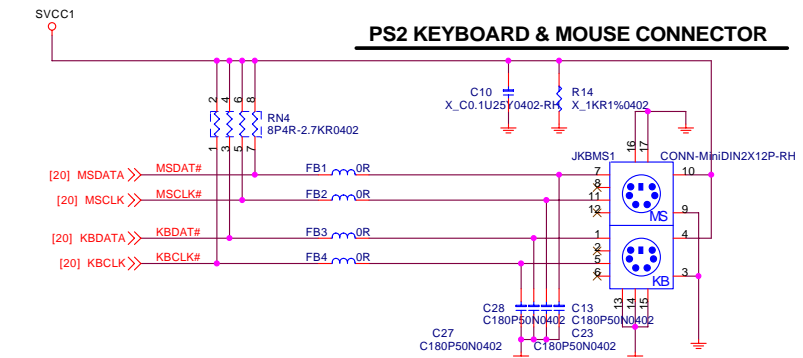 SVCC1
PS2 KEYBOARD & MOUSE CONNECTOR
C10
X_C0.1U25Y0402-RH
R14
X_1KR1%0402
2 4 6 8
RN4
8P4R-2.7KR0402
1 3 5 7
16 17
JKBMS1
CONN-MiniDIN2X12P-RH
[20] MSDATA
MSDAT#
FB1
0R
7
10
8
[20] MSCLK
MSCLK#
FB2
0R
11
12
9
MS
[20] KBDATA
KBDAT#
FB3
0R
1
4
2
[20] KBCLK
KBCLK#
FB4
0R
5
6
3
KB
13 14 15
C28
C180P50N0402
C13
C180P50N0402
C27
C180P50N0402
C23
C180P50N0402